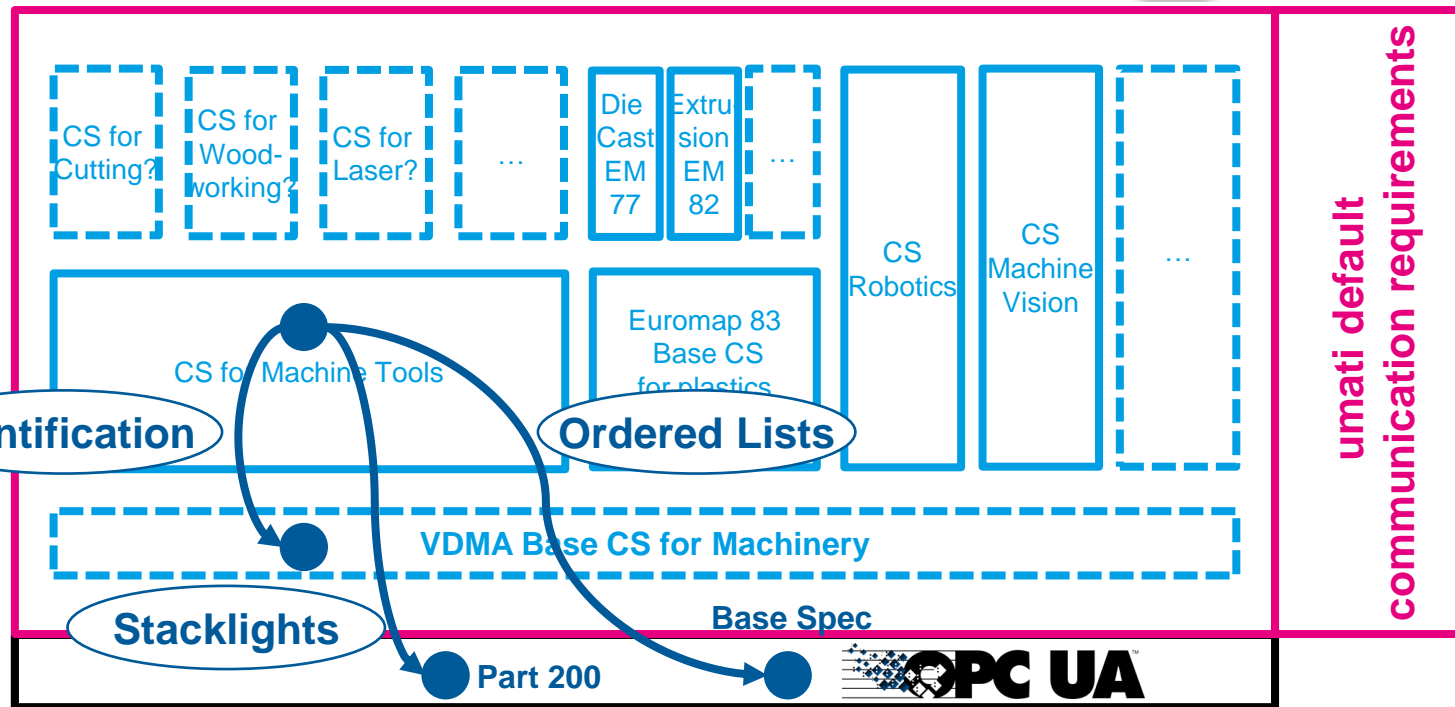 CS for
Cutting?
CS for
Wood-
working?
CS for
Laser?
…
Die
Cast
EM
77
Extru-
sion
EM
82
…
CS
Robotics
CS
Machine
Vision
…
CS for Machine Tools
Euromap 83
Base CS
for plastics
ntification
Ordered Lists
VDMA Base CS for Machinery
Stacklights
Base Spec
Part 200
OPC UA
umati default
communication requirements